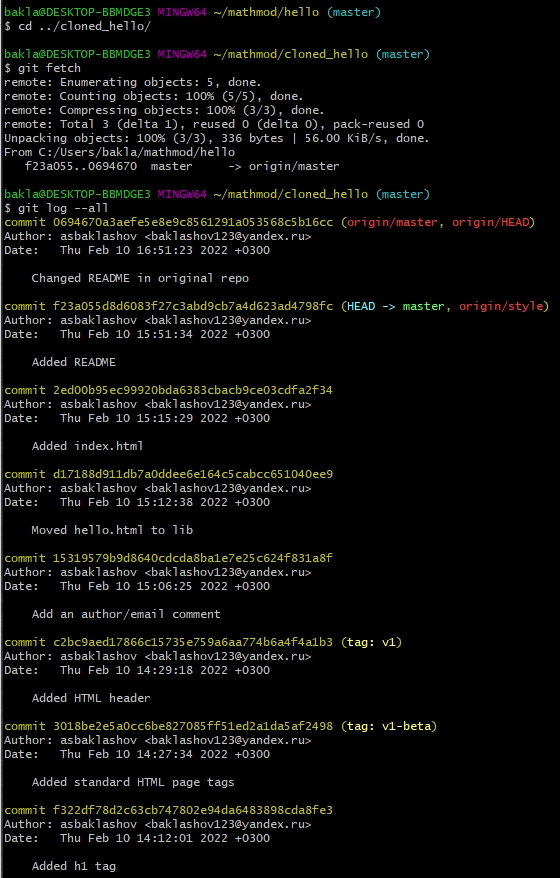 bakla@DESKTOP-BBMDGE3 MINGW64 ~/mathmod/hello (master)
$ cd ../cloned_hello/
bakla@DESKTOP-BBMDGE3 MINGW64 ~/mathmod/cloned_hello (master)
$ git fetch
remote: Enumerating objects: 5, done.
remote: Counting objects: 100% (5/5), done.
remote: Compressing objects: 100% (3/3), done.
remote: Total 3 (delta 1), reused 0 (delta 0), pack-reused 0
Unpacking objects: 100% (3/3), 336 bytes | 56.00 KiB/s, done.
From C:/Users/bakla/mathmod/hello
   f23a055..0694670  master     -> origin/master
bakla@DESKTOP-BBMDGE3 MINGW64 ~/mathmod/cloned_hello (master)
$ git log --all
commit 0694670a3aefe5e8e9c8561291a053568c5b16cc (origin/master, origin/HEAD)
Author: asbaklashov <baklashov123@yandex.ru>
Date:   Thu Feb 10 16:51:23 2022 +0300
    Changed README in original repo
commit f23a055d8d6083f27c3abd9cb7a4d623ad4798fc (HEAD -> master, origin/style)
Author: asbaklashov <baklashov123@yandex.ru>
Date:   Thu Feb 10 15:51:34 2022 +0300
    Added README
commit 2ed00b95ec99920bda6383cbacb9ce03cdfa2f34
Author: asbaklashov <baklashov123@yandex.ru>
Date:   Thu Feb 10 15:15:29 2022 +0300
    Added index.html
commit d17188d911db7a0ddee6e164c5cabcc651040ee9
Author: asbaklashov <baklashov123@yandex.ru>
Date:   Thu Feb 10 15:12:38 2022 +0300
    Moved hello.html to lib
commit 15319579b9d8640cdcda8ba1e7e25c624f831a8f
Author: asbaklashov <baklashov123@yandex.ru>
Date:   Thu Feb 10 15:06:25 2022 +0300
    Add an author/email comment
commit c2bc9aed17866c15735e759a6aa774b6a4f4a1b3 (tag: v1)
Author: asbaklashov <baklashov123@yandex.ru>
Date:   Thu Feb 10 14:29:18 2022 +0300
    Added HTML header
commit 3018be2e5a0cc6be827085ff51ed2a1da5af2498 (tag: v1-beta)
Author: asbaklashov <baklashov123@yandex.ru>
Date:   Thu Feb 10 14:27:34 2022 +0300
    Added standard HTML page tags
commit f322df78d2c63cb747802e94da6483898cda8fe3
Author: asbaklashov <baklashov123@yandex.ru>
Date:   Thu Feb 10 14:12:01 2022 +0300
    Added h1 tag